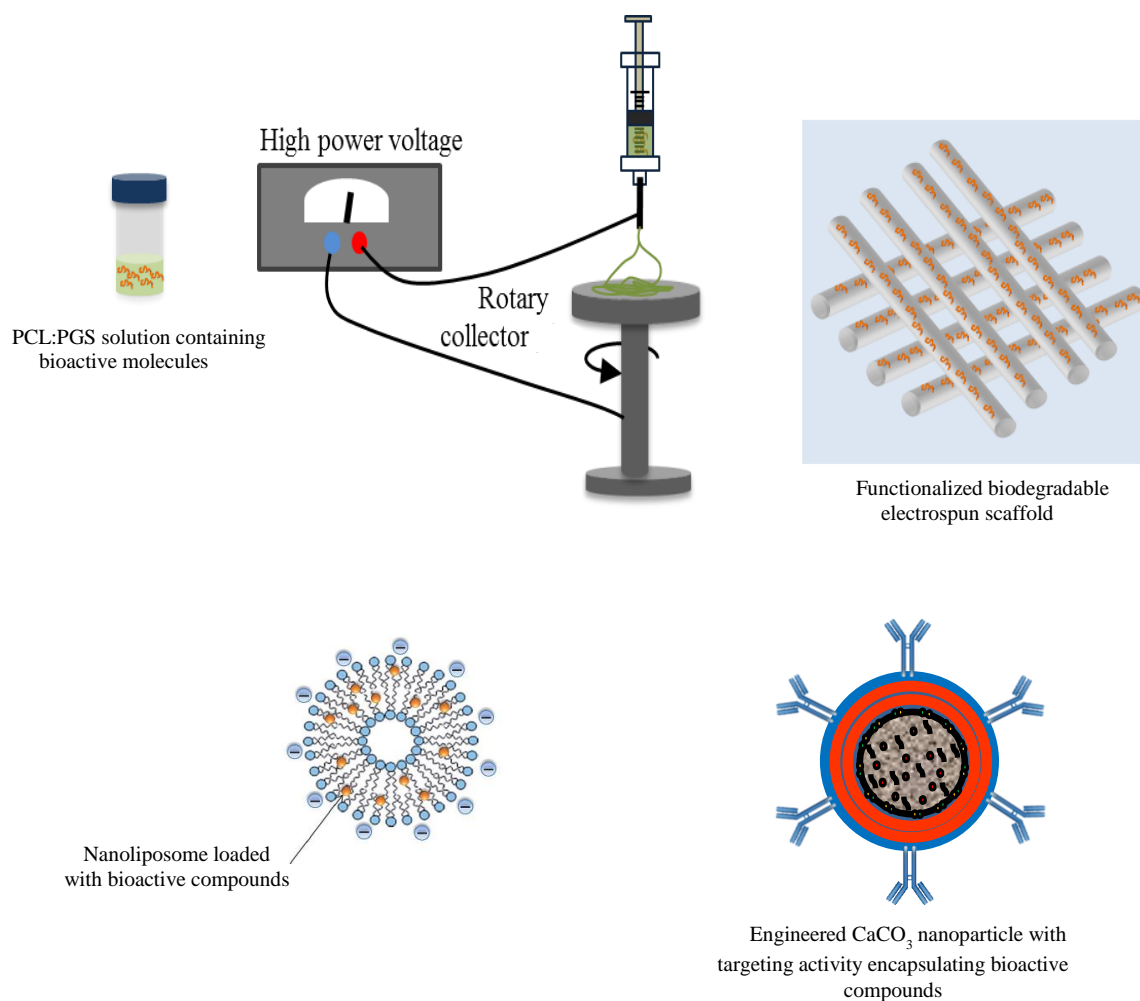 High power voltage
PCL:PGS solution containing
bioactive molecules
Rotary
collector
Functionalized biodegradable
electrospun scaffold
Nanoliposome loaded
with bioactive compounds
Engineered CaCO₃ nanoparticle with
targeting activity encapsulating bioactive
compounds